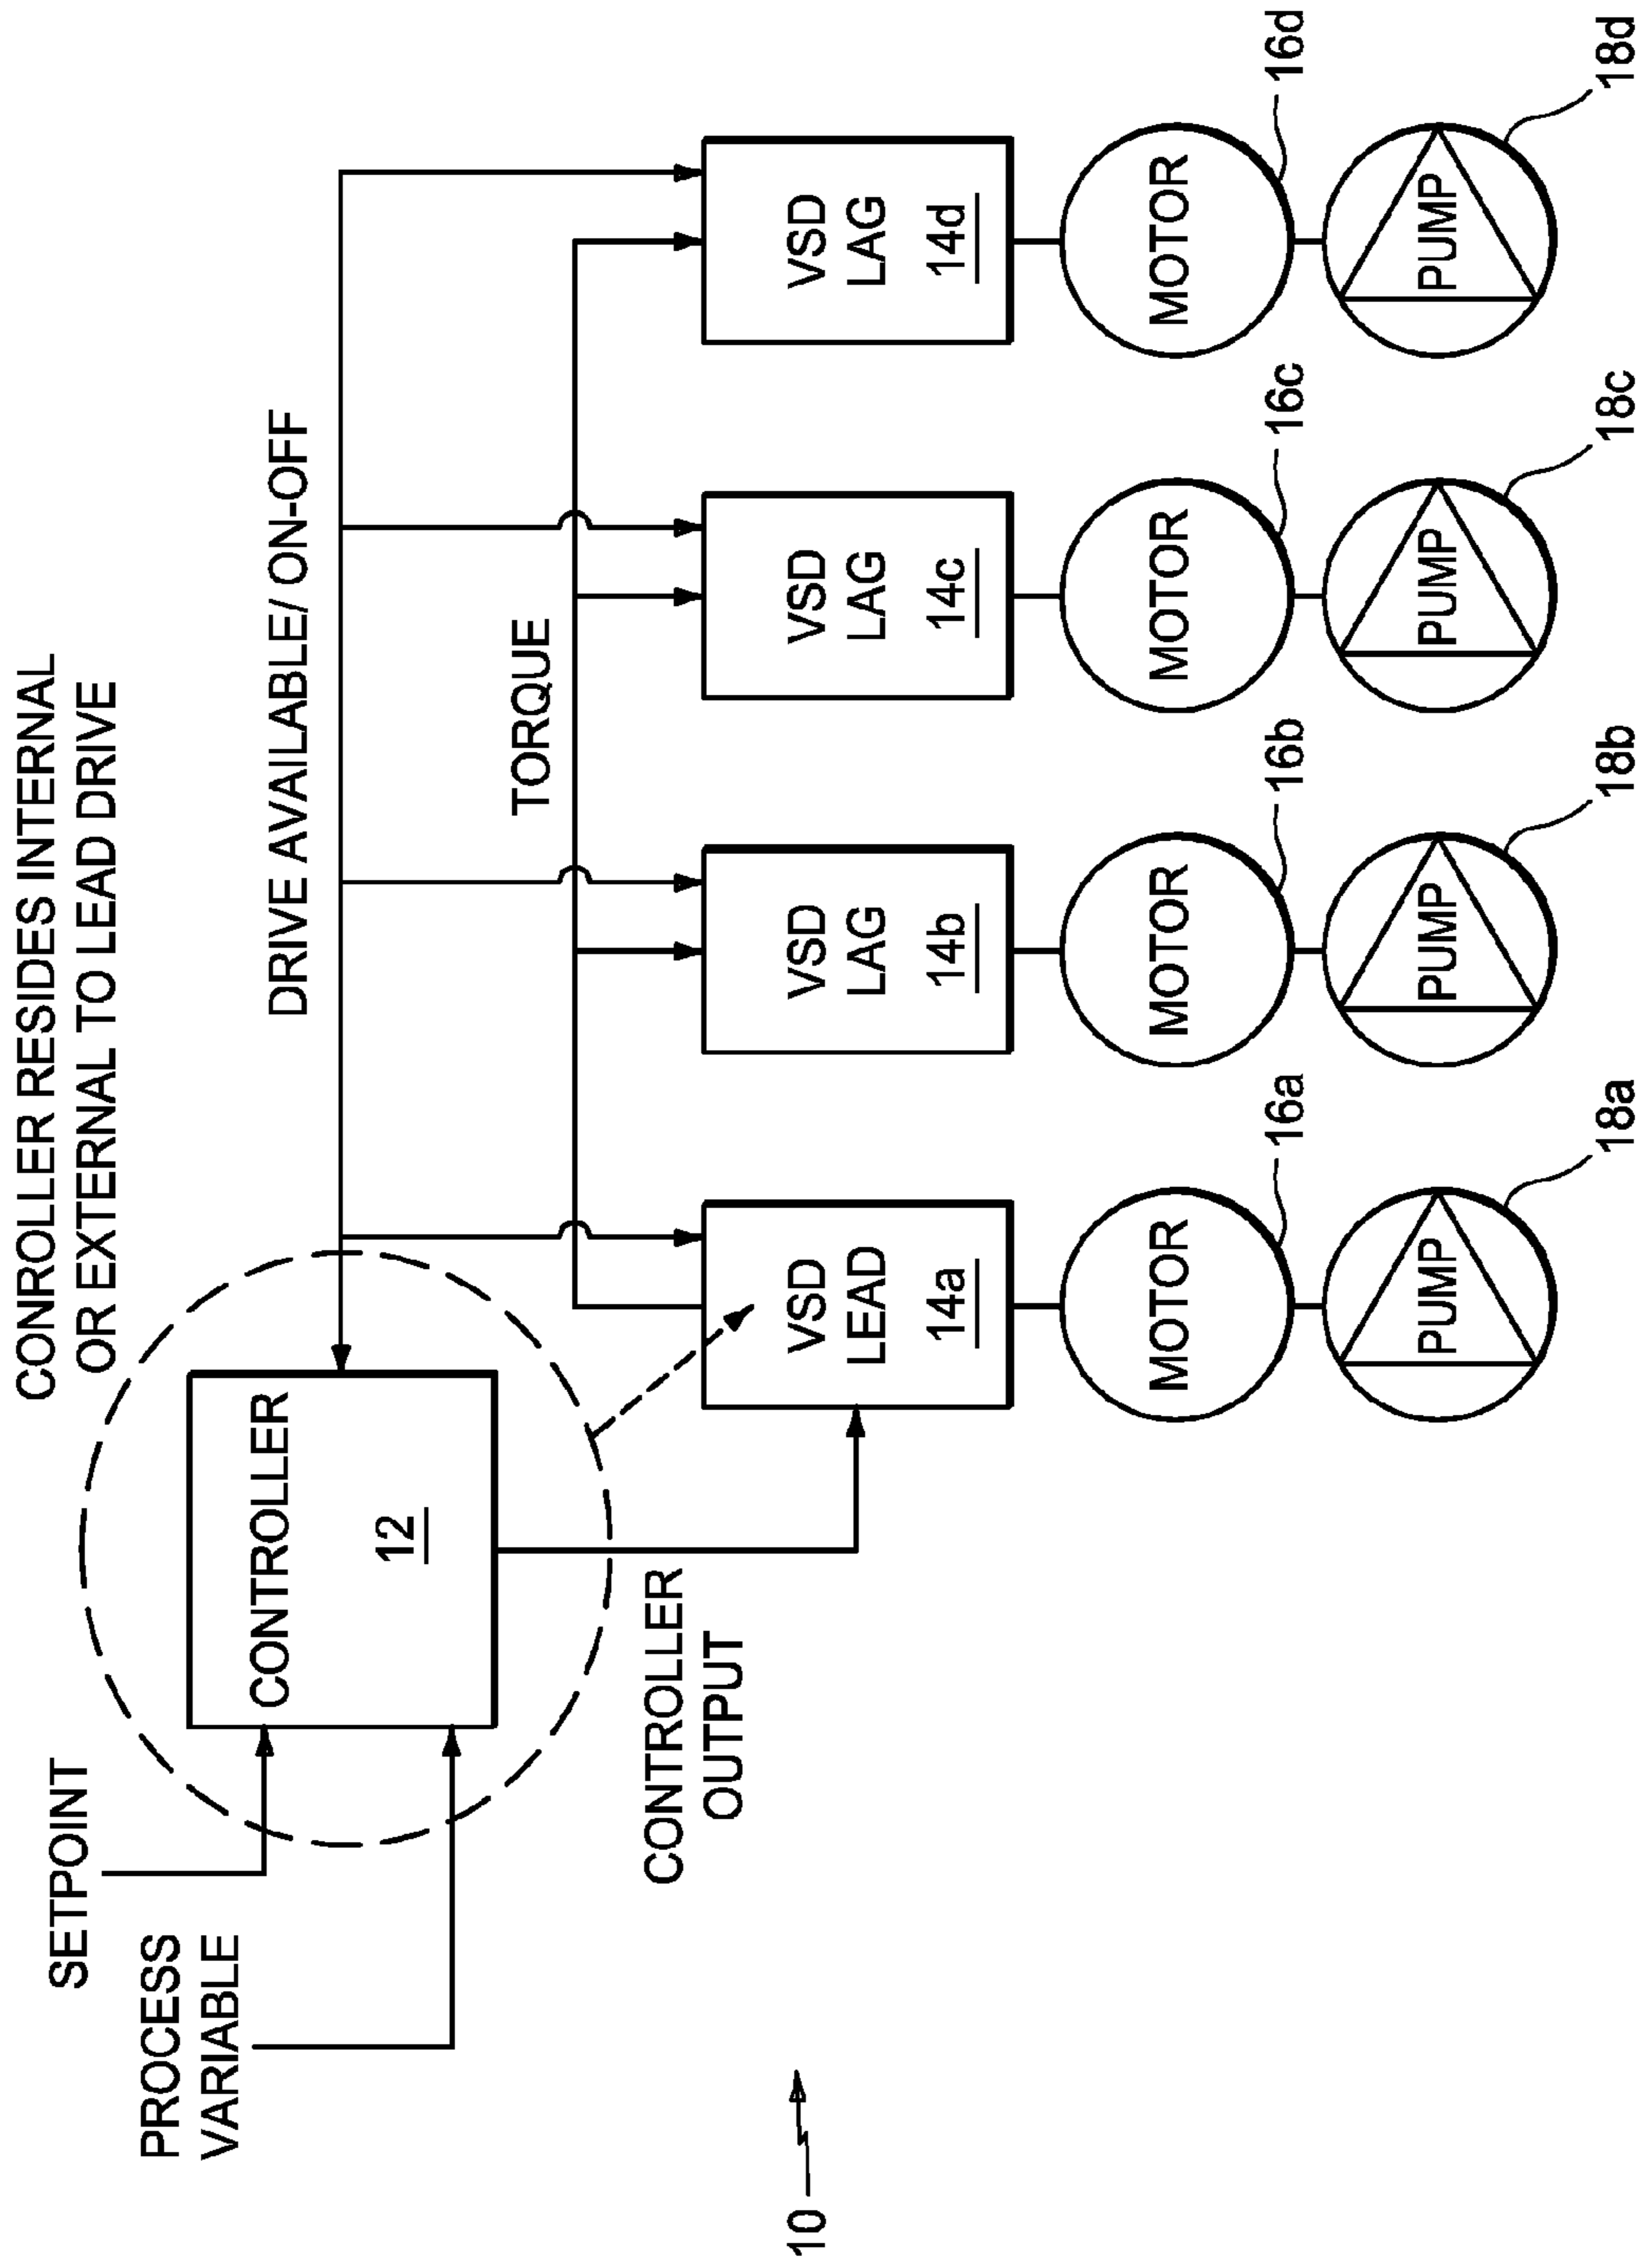 CONROLLER RESIDES INTERNAL
OR EXTERNAL TO LEAD DRIVE
SETPOINT
PROCESS
VARIABLE
CONTROLLER
12
DRIVE AVAILABLE/ ON-OFF
TORQUE
CONTROLLER
OUTPUT
10
VSD
LEAD
14a
VSD
LAG
14b
VSD
LAG
14c
VSD
LAG
14d
MOTOR
16a
MOTOR
16b
MOTOR
16c
MOTOR
16d
PUMP
18a
PUMP
18b
PUMP
18c
PUMP
18d